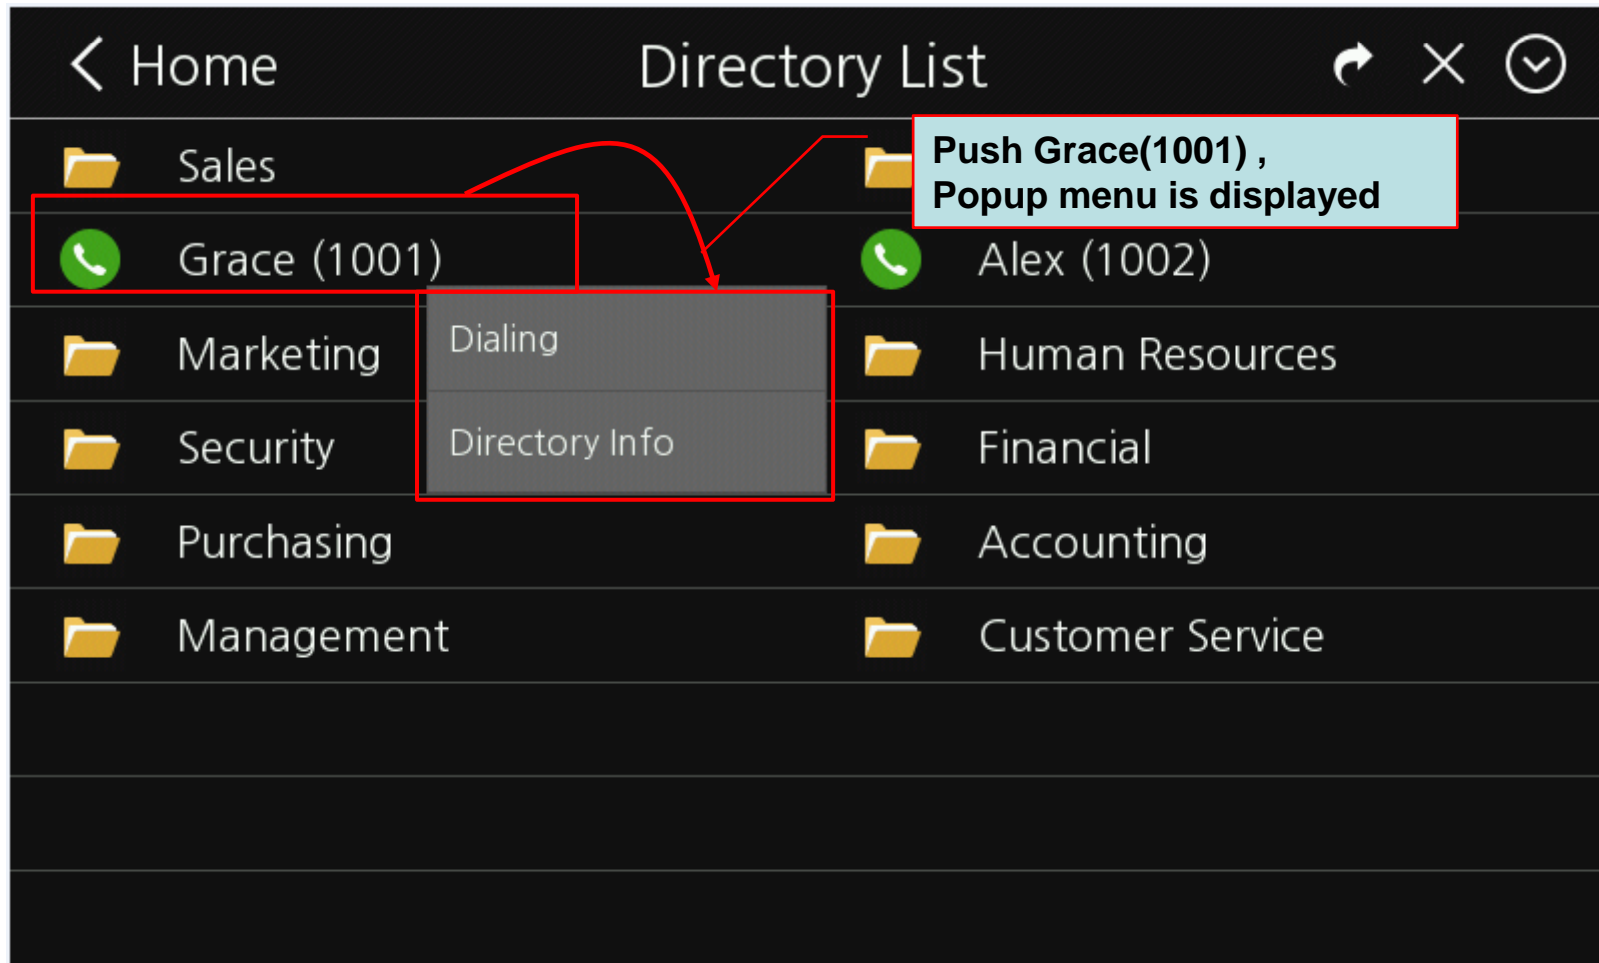 Home
Directory List
Sales
Push Grace(1001) ,
Popup menu is displayed
Grace (1001)
Alex (1002)
Marketing
Dialing
Human Resources
Security
Directory Info
Financial
Purchasing
Accounting
Management
Customer Service